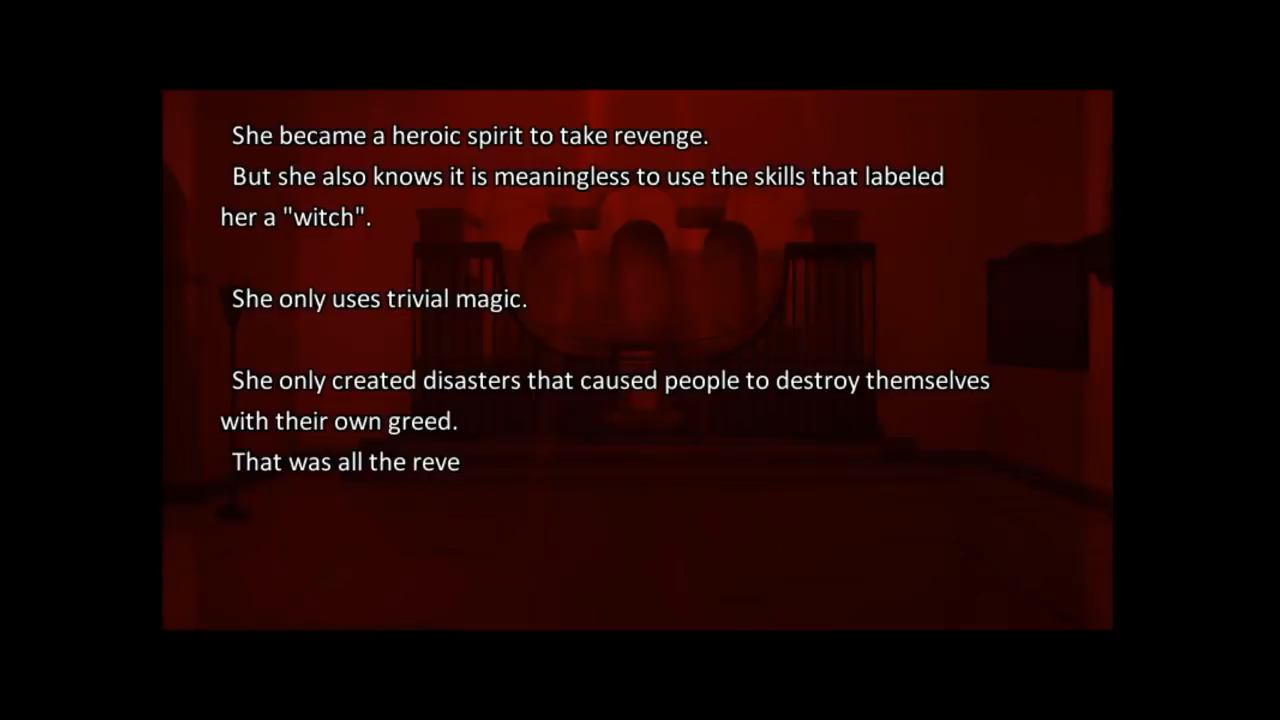 She became a heroic spirit to take revenge.
But she also knows it is meaningless to use the skills that labeled
her a "witch".
She only uses trivial magic.
She only created disasters that caused people to destroy themselves
with their own greed.
That was all the reve